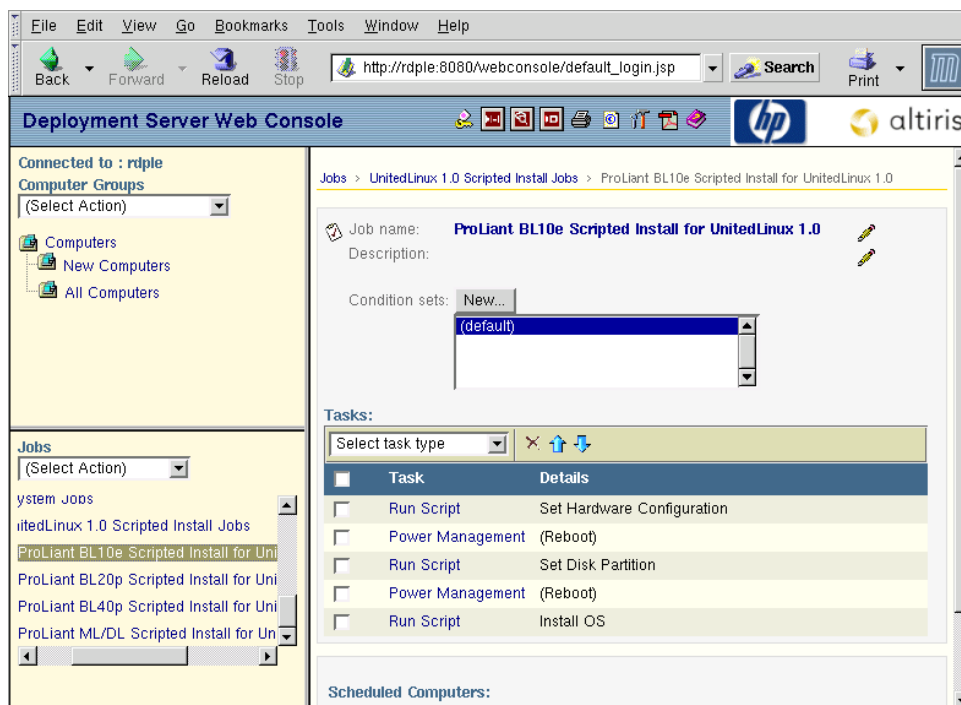 File Edit View Go Bookmarks Tools Window Help
Back Forward Reload Stop http://rdple:8080/webconsole/default_login.jsp Search Print
Deployment Server Web Console
hp altiris
Connected to : rdple
Computer Groups
(Select Action)
Computers
New Computers
All Computers
Jobs
(Select Action)
ystem Jobs
nitedLinux 1.0 Scripted Install Jobs
ProLiant BL10e Scripted Install for Uni
ProLiant BL20p Scripted Install for Uni
ProLiant BL40p Scripted Install for Uni
ProLiant ML/DL Scripted Install for Un
Jobs > UnitedLinux 1.0 Scripted Install Jobs > ProLiant BL10e Scripted Install for UnitedLinux 1.0
Job name: ProLiant BL10e Scripted Install for UnitedLinux 1.0
Description:
Condition sets: New...
(default)
Tasks:
Select task type
Task Details
Run Script Set Hardware Configuration
Power Management (Reboot)
Run Script Set Disk Partition
Power Management (Reboot)
Run Script Install OS
Scheduled Computers: